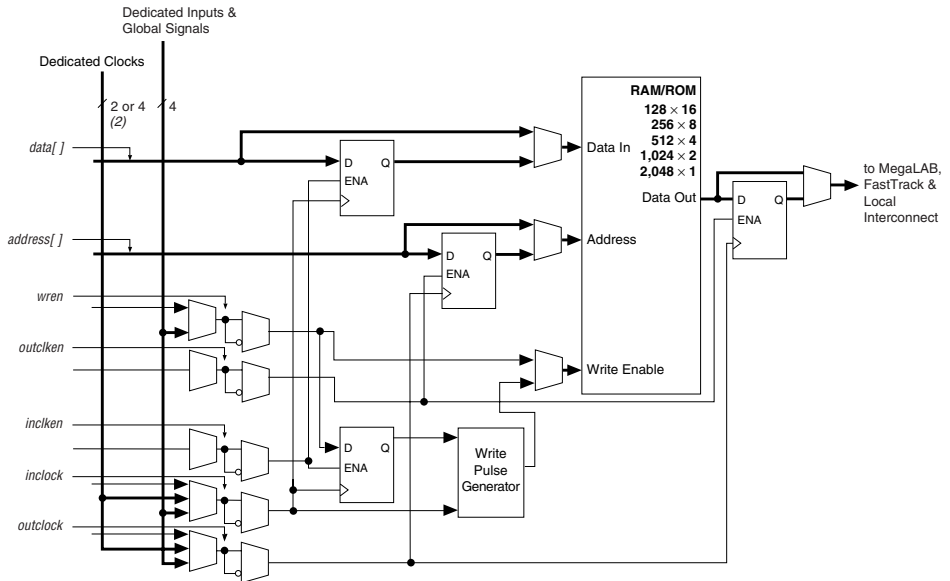 Dedicated Inputs &
Global Signals
Dedicated Clocks
2 or 4
(2)
4
data[ ]
RAM/ROM
128 × 16
256 × 8
512 × 4
1,024 × 2
2,048 × 1
Data In
Data Out
D Q
ENA
D Q
ENA
to MegaLAB,
FastTrack &
Local
Interconnect
address[ ]
Address
D Q
ENA
wren
outclken
Write Enable
inclken
D Q
ENA
Write
Pulse
Generator
inclock
outclock